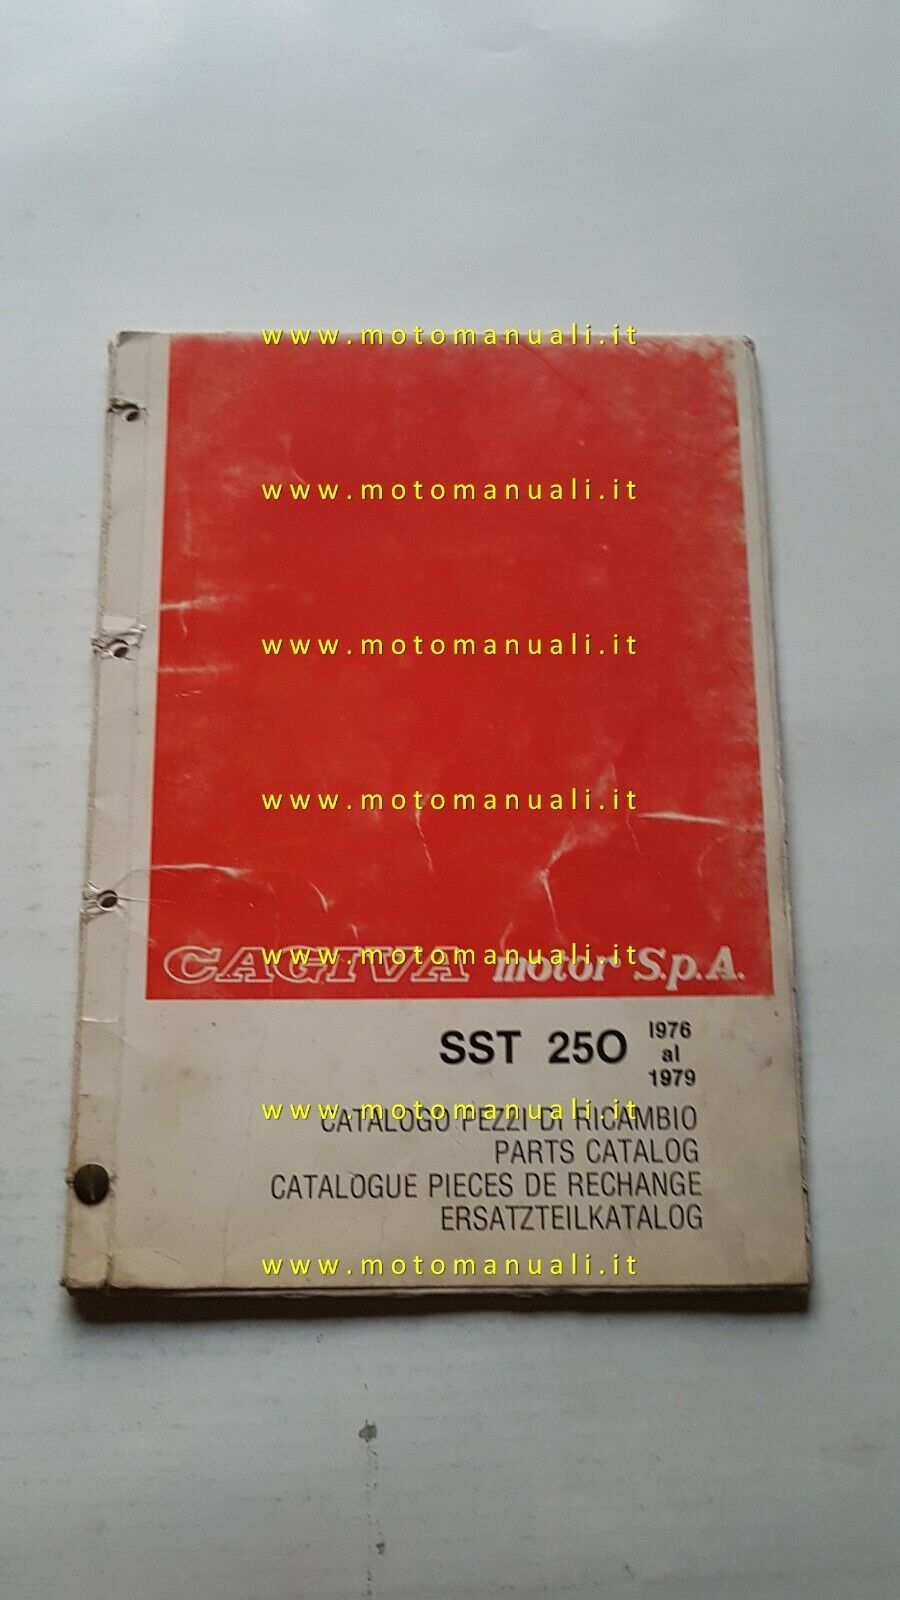 www.motomanuali.it
www.motomanuali.it
www.motomanuali.it
www.motomanuali.it
CAGIVA motor S.p.A.
www.motomanuali.it
SST 250 1976 al 1979
CATALOGO PEZZI DI RICAMBIO
www.motomanuali.it
PARTS CATALOG
CATALOGUE PIECES DE RECHANGE
ERSATZTEILKATALOG
www.motomanuali.it